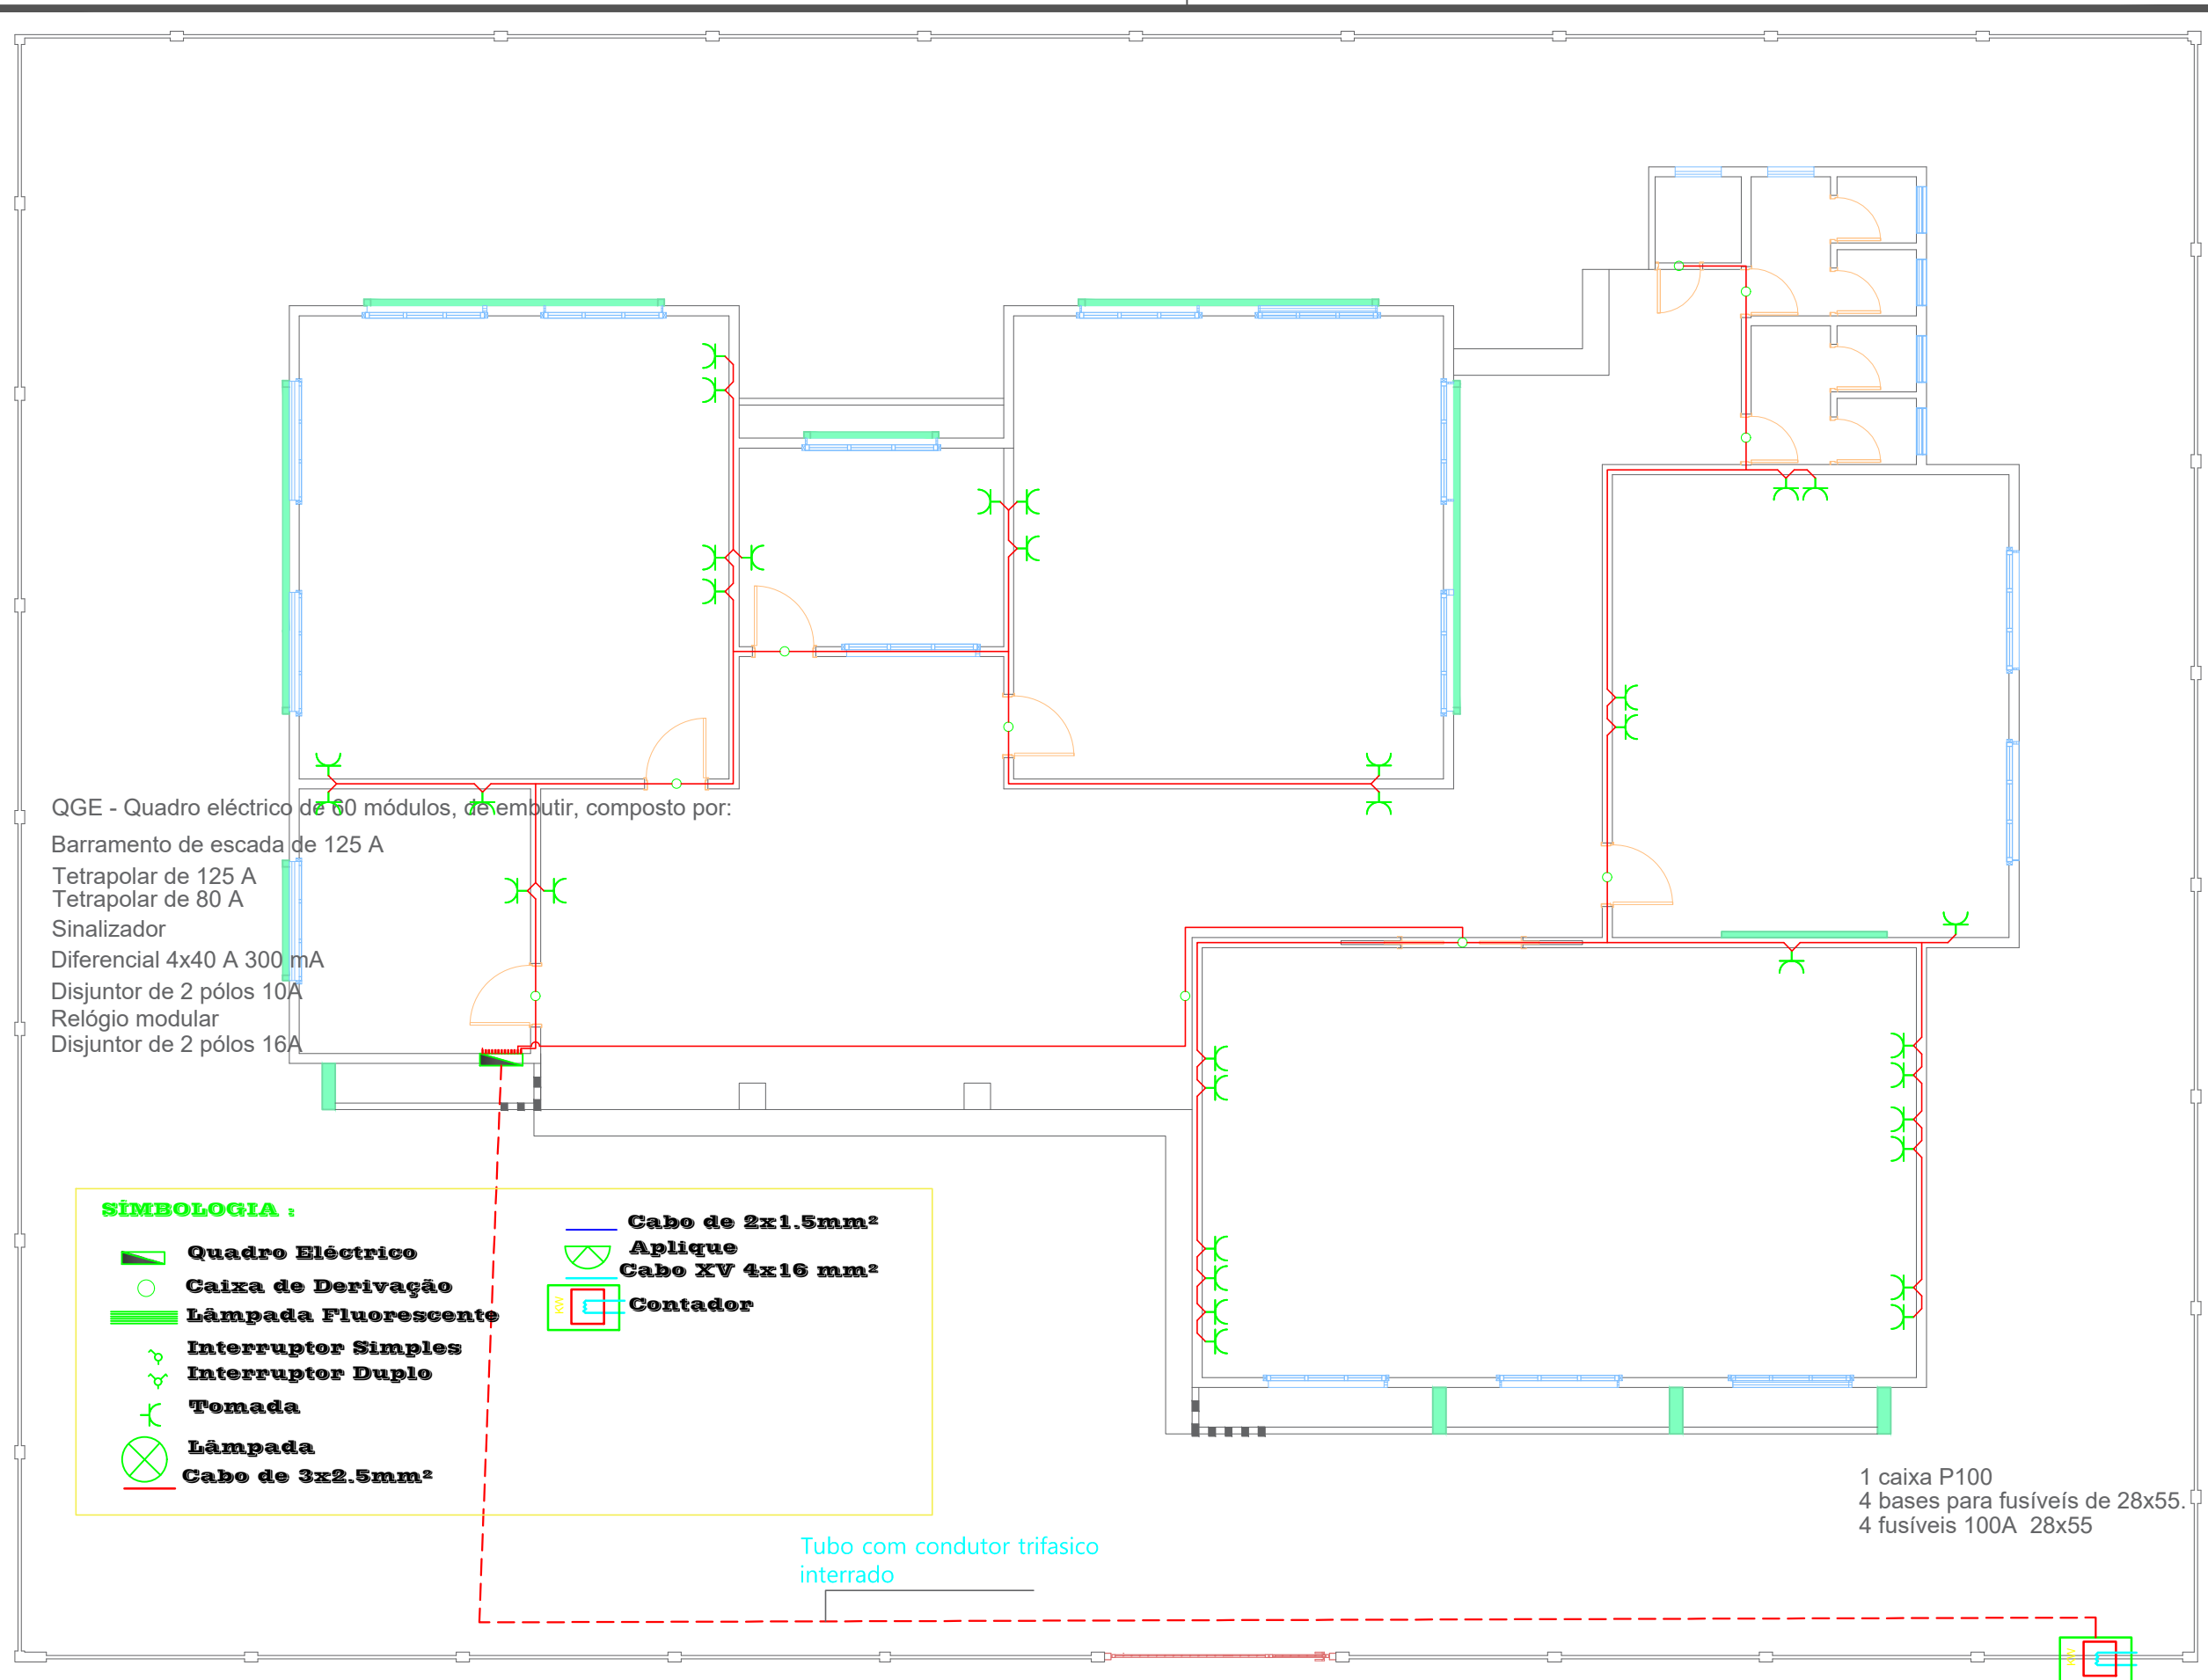 QGE - Quadro eléctrico de 60 módulos, de embutir, composto por:
Barramento de escada de 125 A
Tetrapolar de 125 A
Tetrapolar de 80 A
Sinalizador
Diferencial 4x40 A 300 mA
Disjuntor de 2 pólos 10A
Relógio modular
Disjuntor de 2 pólos 16A
SIMBOLOGIA :
Quadro Eléctrico
Caixa de Derivação
Lâmpada Fluorescente
Interruptor Simples
Interruptor Duplo
Tomada
Lâmpada
Cabo de 3x2.5mm²
Cabo de 2x1.5mm²
Aplique
Cabo XV 4x16 mm²
KW
Contador
1 caixa P100
4 bases para fusíveís de 28x55.
4 fusíveis 100A 28x55
Tubo com condutor trifasico
interrado
KW